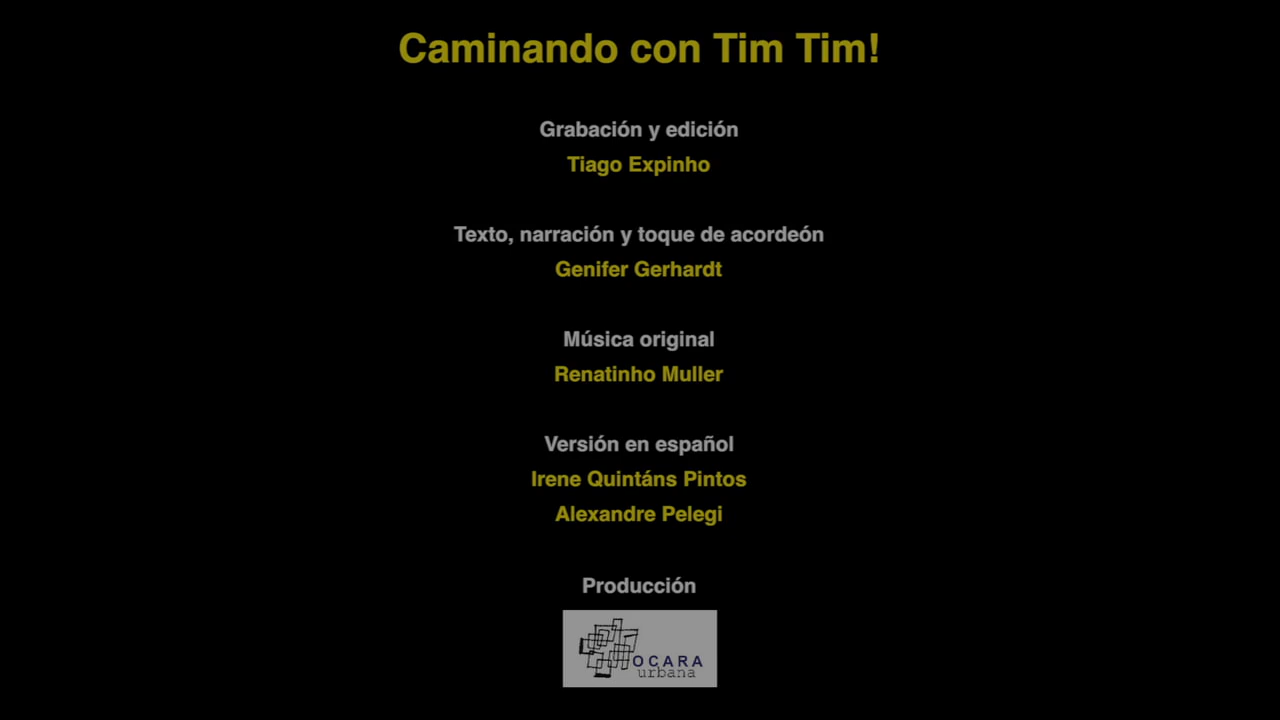 Caminando con Tim Tim!
Grabación y edición
Tiago Expinho
Texto, narración y toque de acordeón
Genifer Gerhardt
Música original
Renatinho Muller
Versión en español
Irene Quintáns Pintos
Alexandre Pelegi
Producción
OCARA
urbana